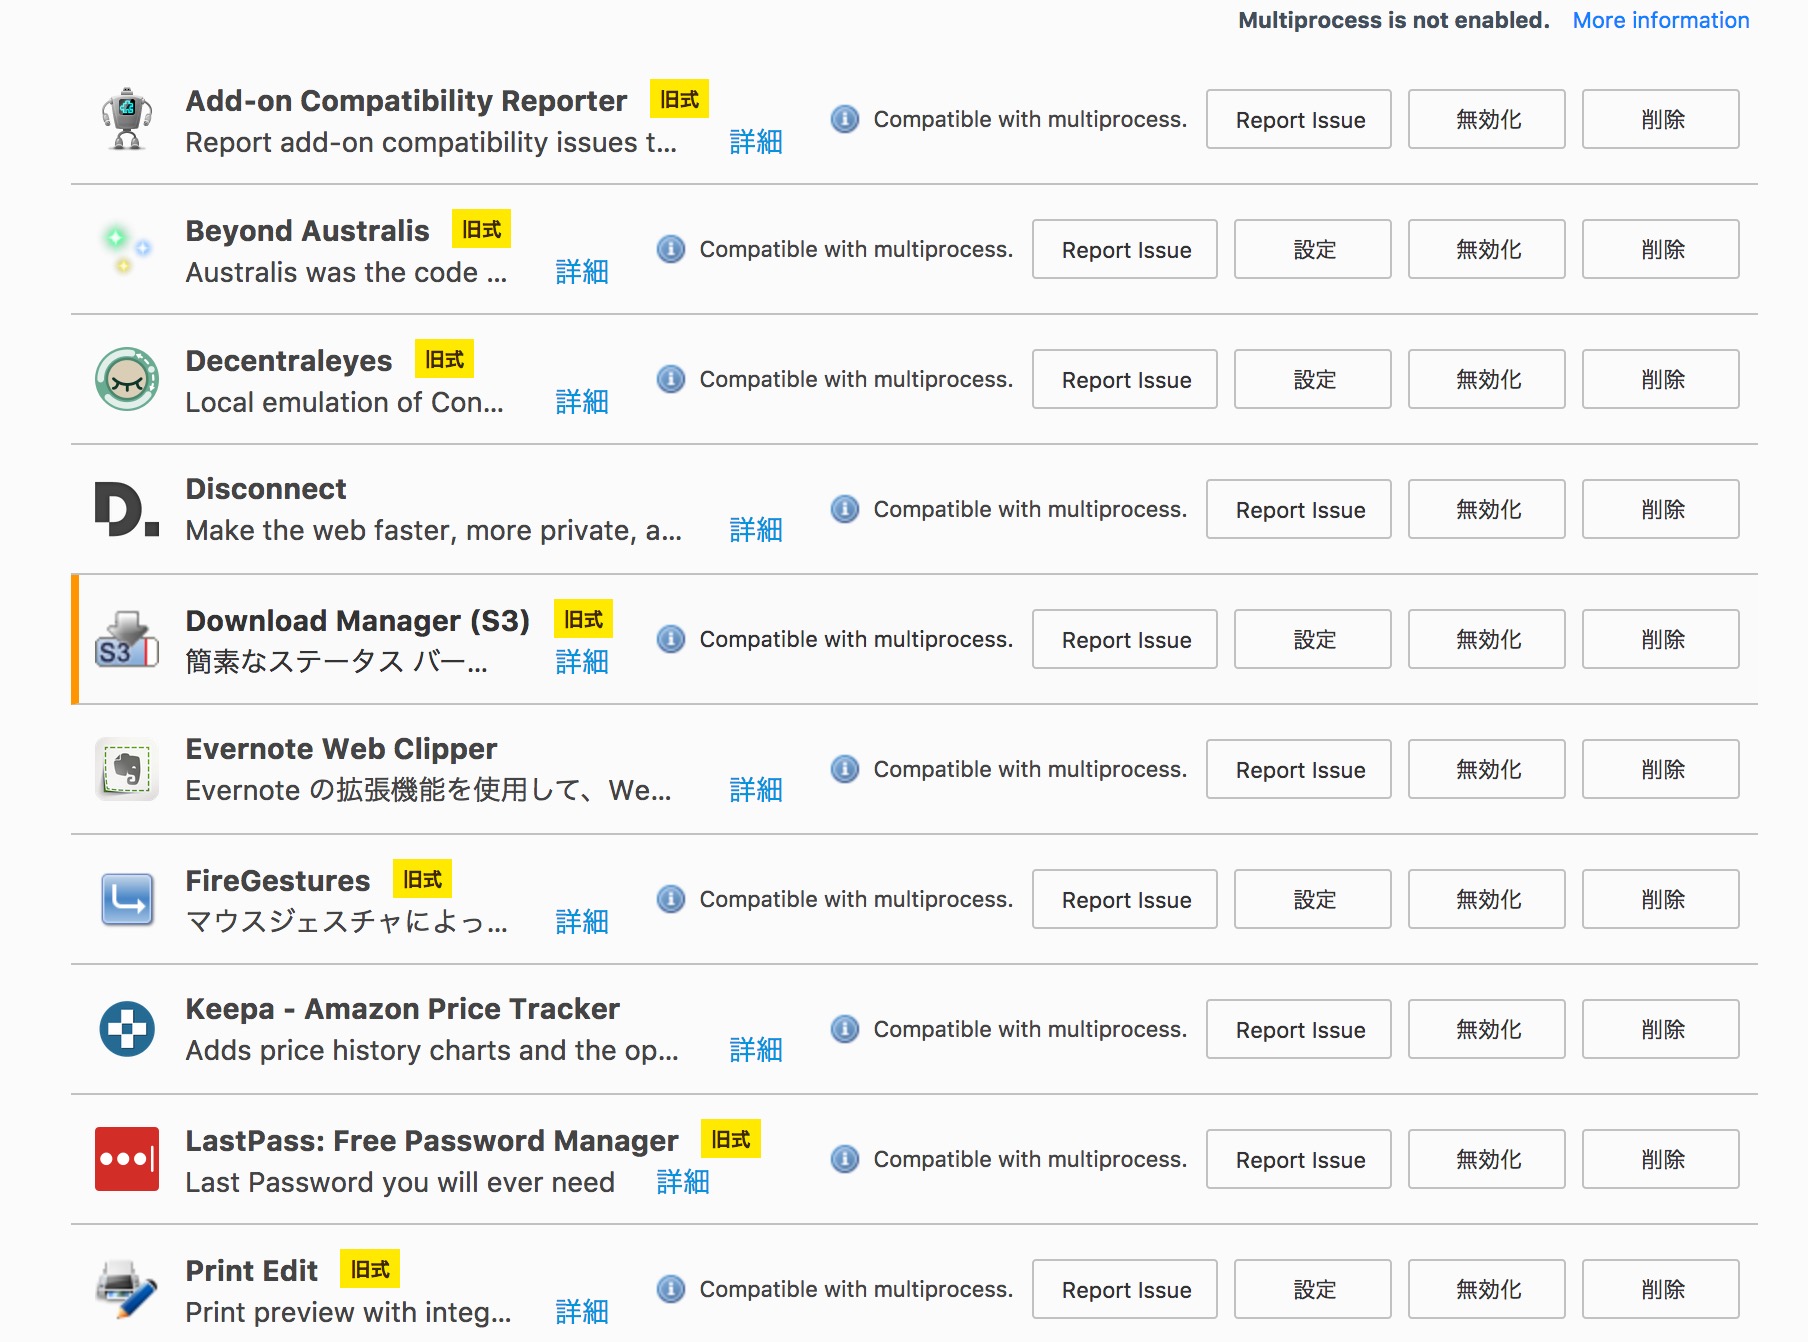 Multiprocess is not enabled. More information
Add-on Compatibility Reporter 旧式
Report add-on compatibility issues t... 詳細
Compatible with multiprocess. Report Issue 無効化 削除
Beyond Australis 旧式
Australis was the code ... 詳細
Compatible with multiprocess. Report Issue 設定 無効化 削除
Decentraleyes 旧式
Local emulation of Con... 詳細
Compatible with multiprocess. Report Issue 設定 無効化 削除
D.
Disconnect
Make the web faster, more private, a... 詳細
Compatible with multiprocess. Report Issue 無効化 削除
S3
Download Manager (S3) 旧式
簡素なステータス バー... 詳細
Compatible with multiprocess. Report Issue 設定 無効化 削除
Evernote Web Clipper
Evernote の拡張機能を使用して、We... 詳細
Compatible with multiprocess. Report Issue 無効化 削除
FireGestures 旧式
マウスジェスチャによっ... 詳細
Compatible with multiprocess. Report Issue 設定 無効化 削除
Keepa - Amazon Price Tracker
Adds price history charts and the op... 詳細
Compatible with multiprocess. Report Issue 無効化 削除
LastPass: Free Password Manager 旧式
Last Password you will ever need 詳細
Compatible with multiprocess. Report Issue 無効化 削除
Print Edit 旧式
Print preview with integ... 詳細
Compatible with multiprocess. Report Issue 設定 無効化 削除